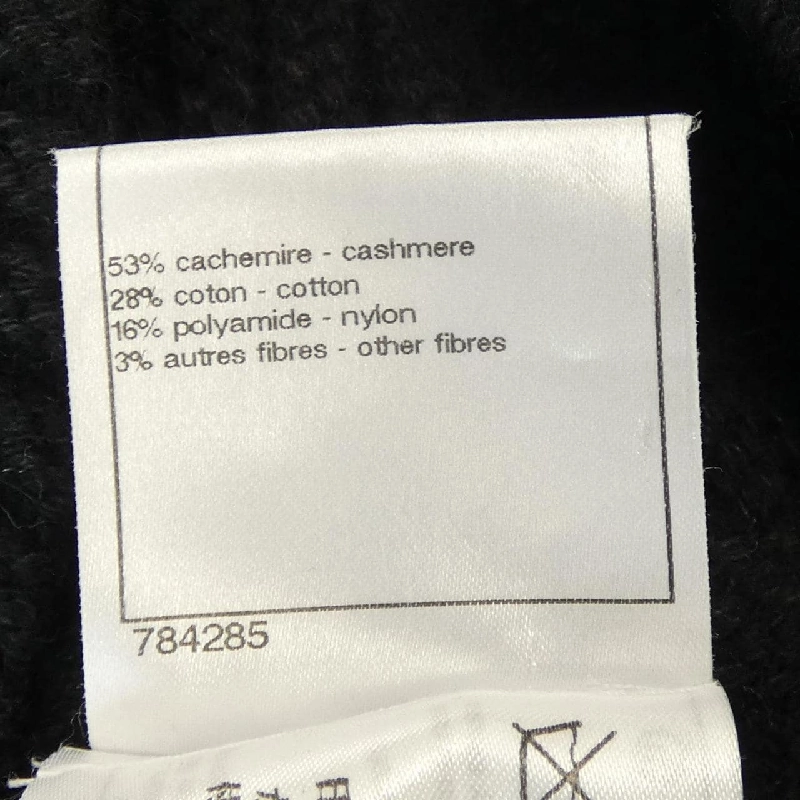 53% cachemire - cashmere
28% coton - cotton
16% polyamide - nylon
3% autres fibres - other fibres
784285